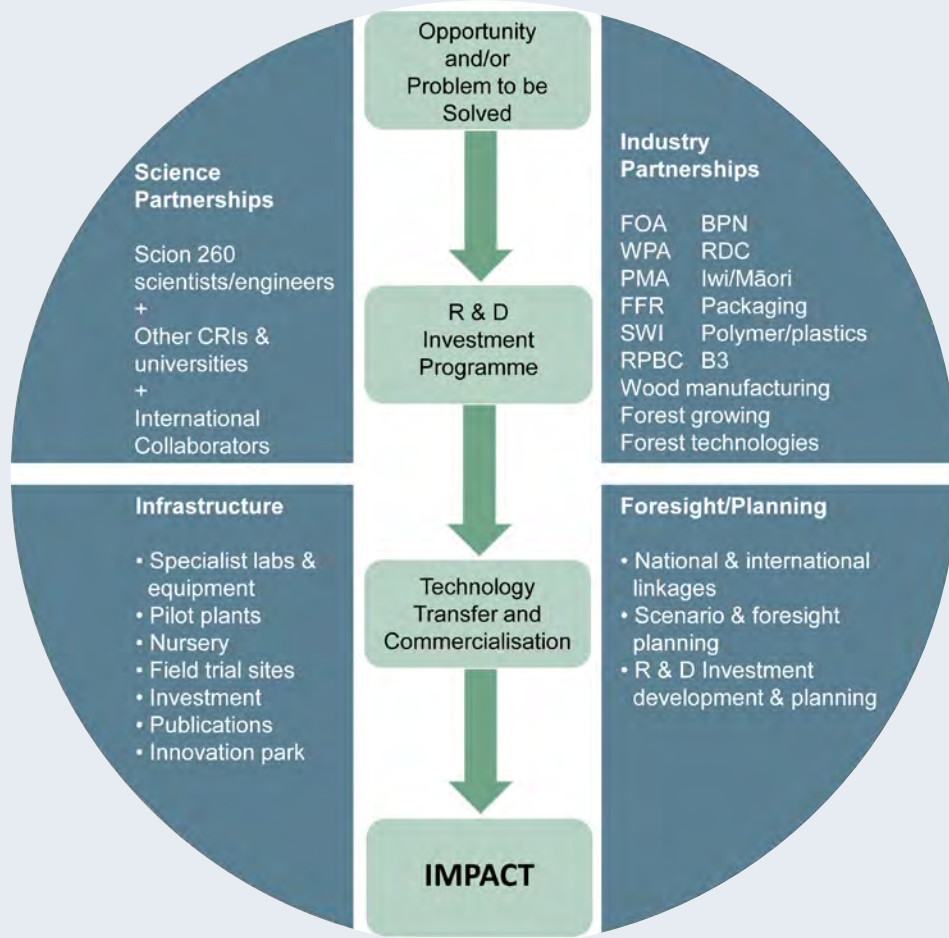 Opportunity
and/or
Problem to be
Solved
Science
Partnerships
Scion 260
scientists/engineers
+
Other CRIs &
universities
+
International
Collaborators
R & D
Investment
Programme
Industry
Partnerships
FOA BPN
WPA RDC
PMA Iwi/Māori
FFR Packaging
SWI Polymer/plastics
RPBC B3
Wood manufacturing
Forest growing
Forest technologies
Infrastructure
• Specialist labs &
equipment
• Pilot plants
• Nursery
• Field trial sites
• Investment
• Publications
• Innovation park
Technology
Transfer and
Commercialisation
Foresight/Planning
• National & international
linkages
• Scenario & foresight
planning
• R & D Investment
development & planning
IMPACT